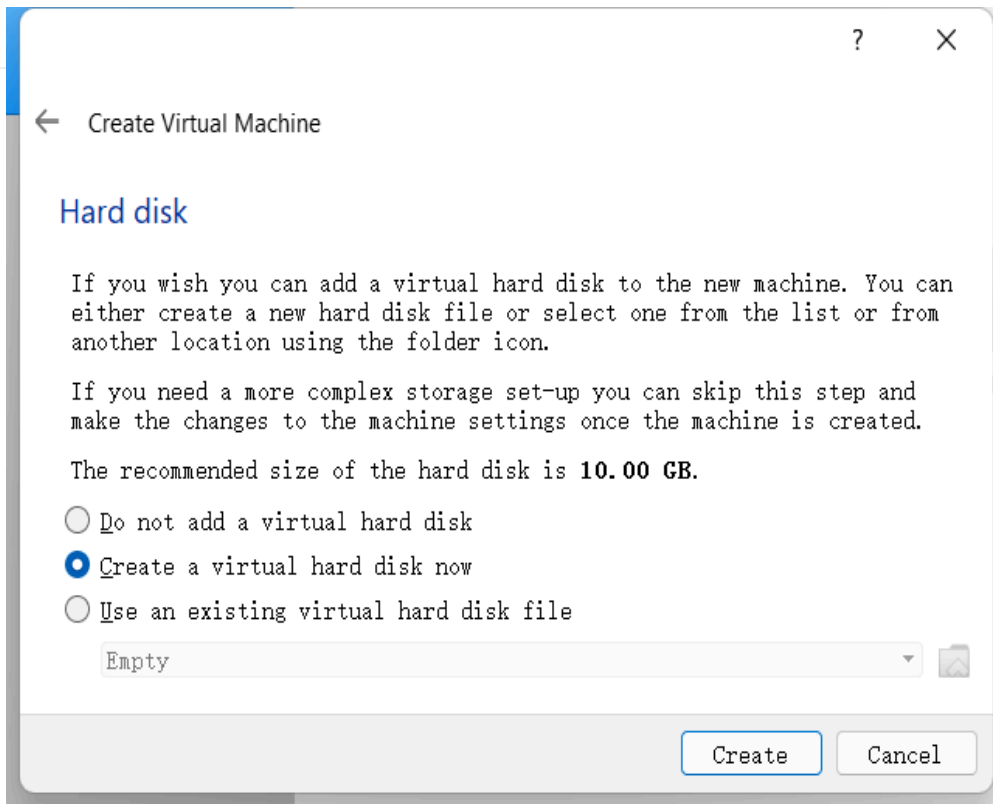 ?
Create Virtual Machine
Hard disk
If you wish you can add a virtual hard disk to the new machine. You can
either create a new hard disk file or select one from the list or from
another location using the folder icon.
If you need a more complex storage set-up you can skip this step and
make the changes to the machine settings once the machine is created.
The recommended size of the hard disk is 10.00 GB.
Do not add a virtual hard disk
Create a virtual hard disk now
Use an existing virtual hard disk file
Empty
Create Cancel